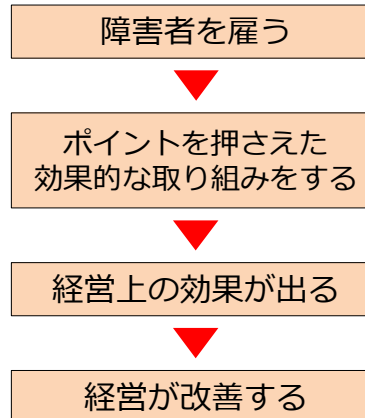 障害者を雇う
ポイントを押さえた
効果的な取り組みをする
経営上の効果が出る
経営が改善する